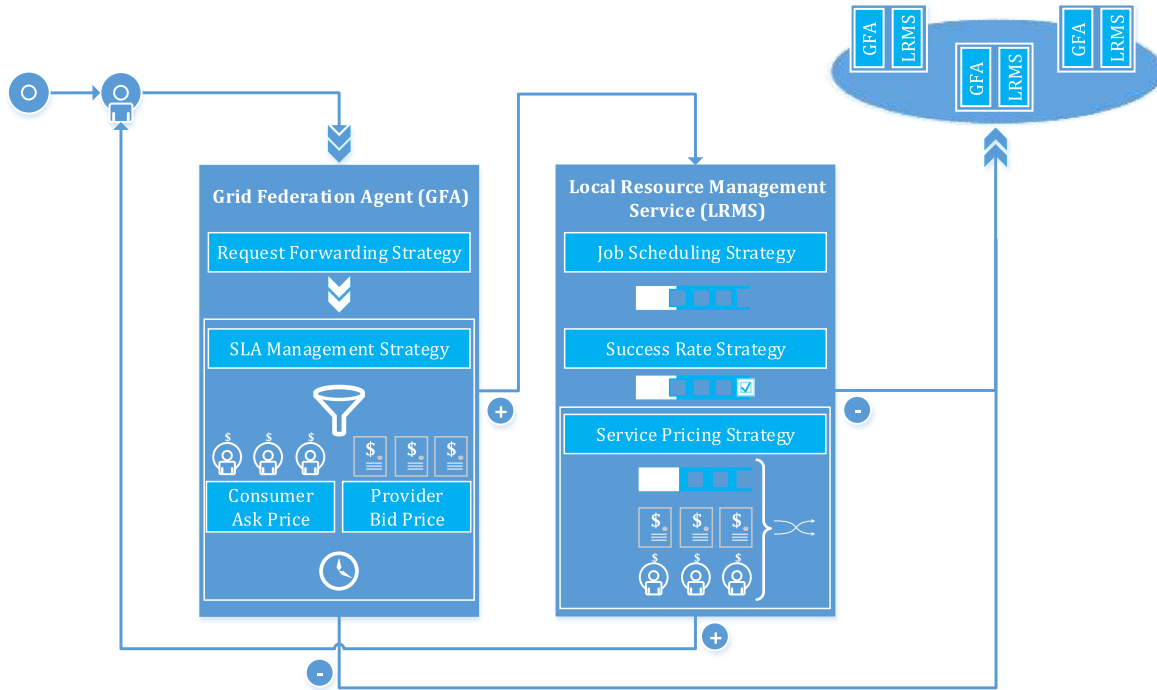 GFA
LRMS
GFA
LRMS
GFA
LRMS
Grid Federation Agent (GFA)
Request Forwarding Strategy
SLA Management Strategy
$ $ $
$ $ $
Consumer
Ask Price
Provider
Bid Price
+
-
Local Resource Management
Service (LRMS)
Job Scheduling Strategy
Success Rate Strategy
Service Pricing Strategy
$ $ $
$ $ $
-
+